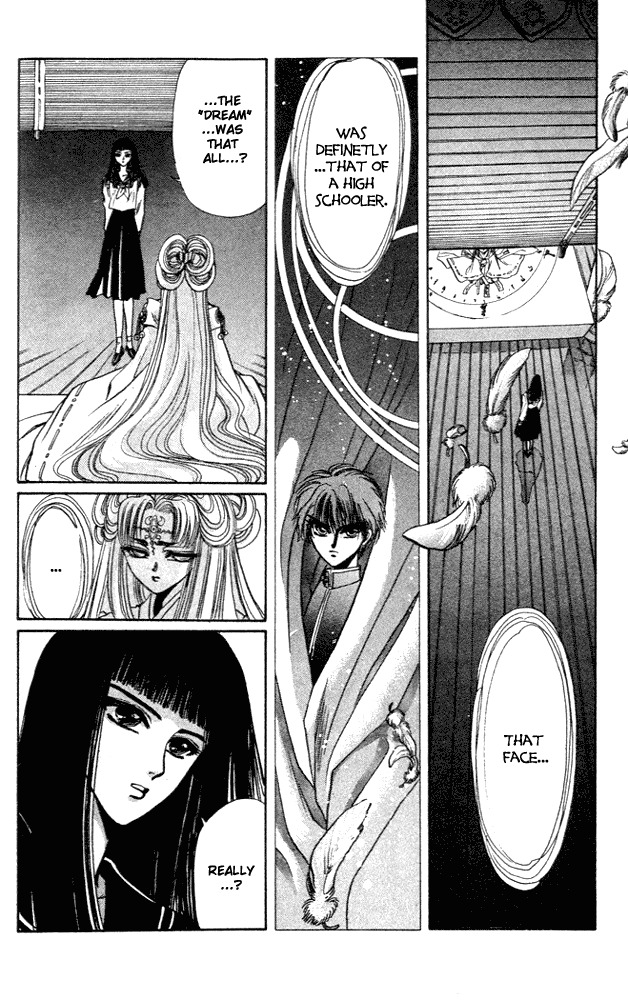 THAT
FACE...
WAS
DEFINETLY
...THAT OF
A HIGH
SCHOOLER.
...THE
"DREAM"
...WAS
THAT
ALL...?
...
REALLY
...?